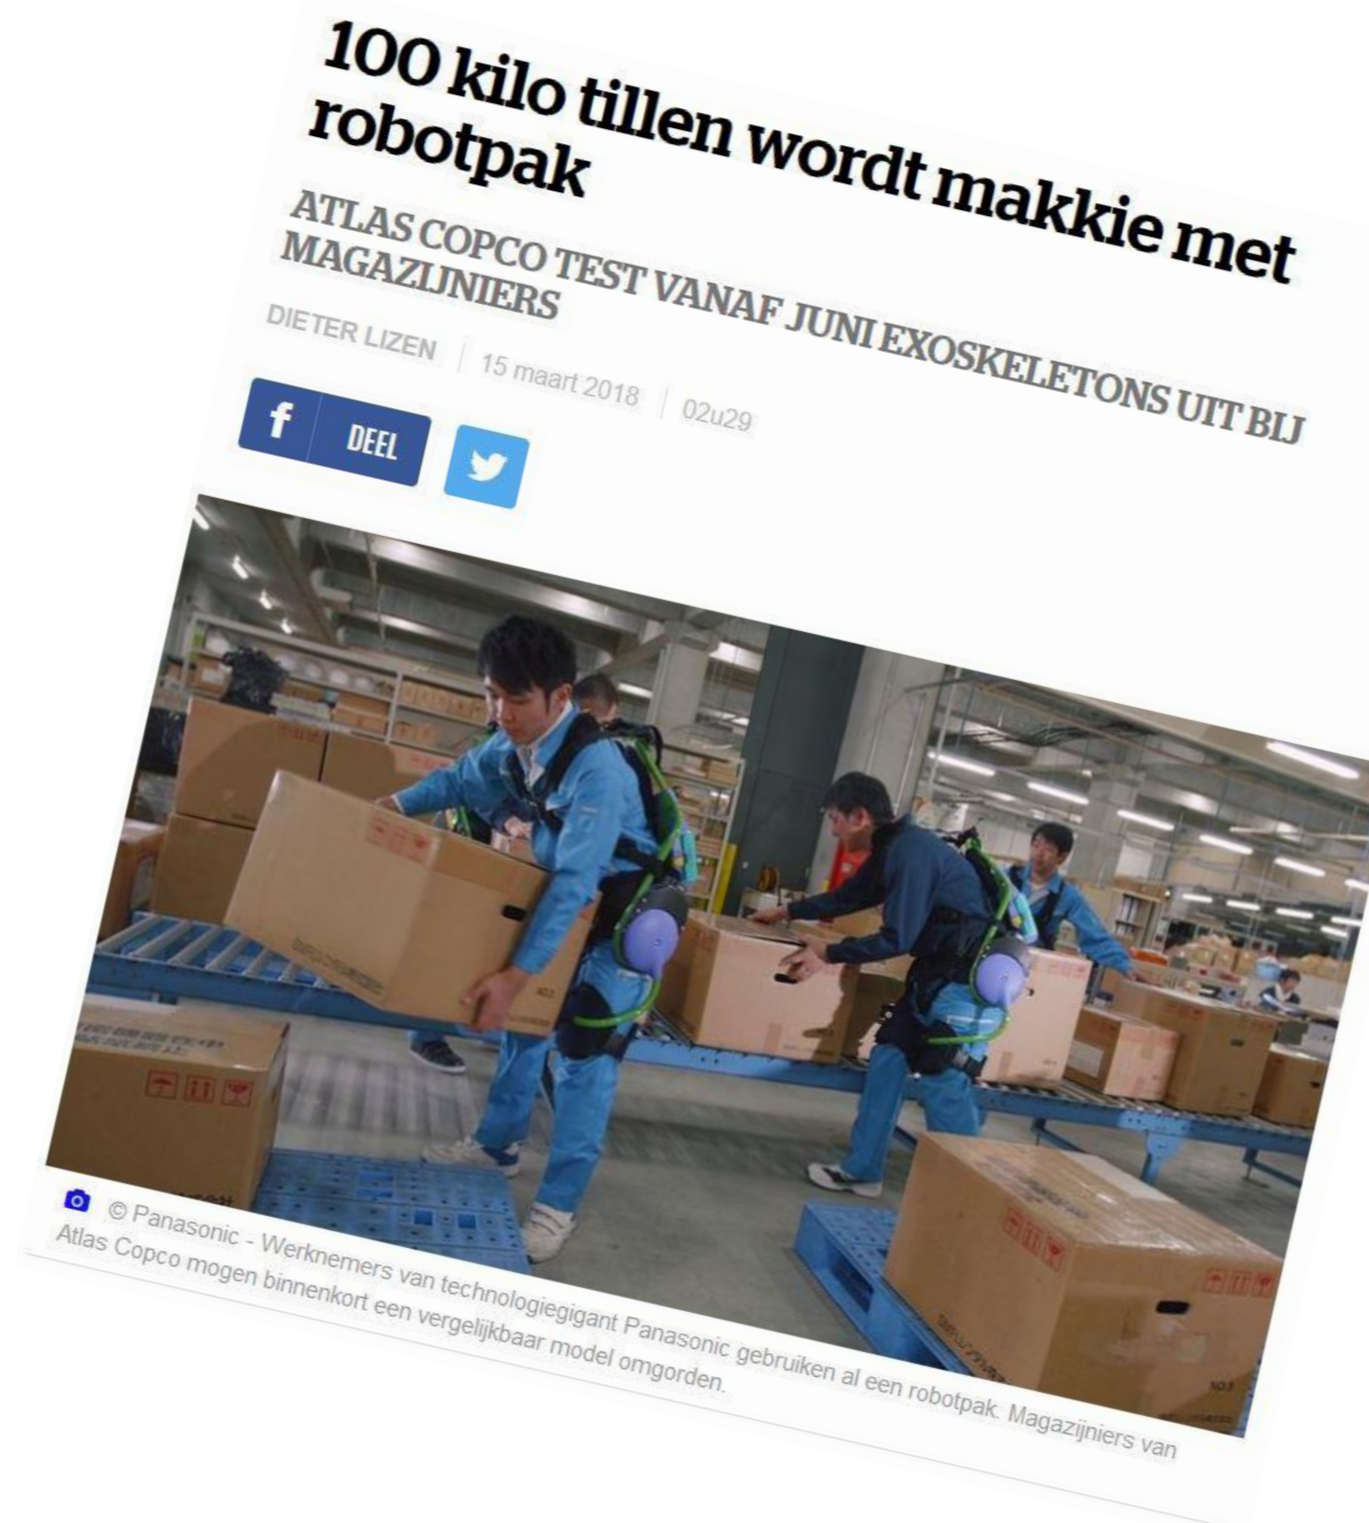 100 kilo tillen wordt makkie met
robotpak
ATLAS COPCO TEST VANAF JUNI EXOSKELETONS UIT BIJ
MAGAZIJNIERS
DIETER LIZEN | 15 maart 2018 | 02u29
f DEEL
© Panasonic - Werknemers van technologiegigant Panasonic gebruiken al een robotpak. Magazijniers van
Atlas Copco mogen binnenkort een vergelijkbaar model omgorden.